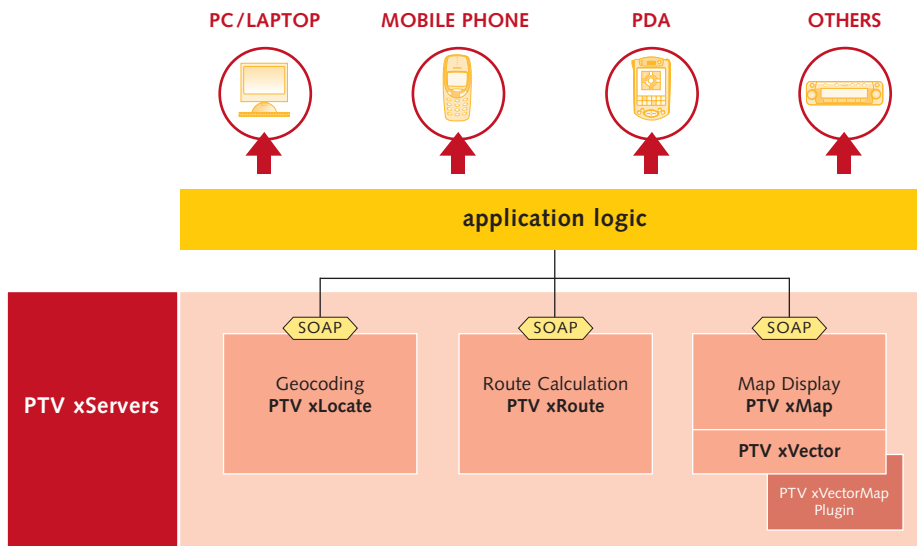 PC/LAPTOP
MOBILE PHONE
PDA
OTHERS
application logic
SOAP
SOAP
SOAP
PTV xServers
Geocoding
PTV xLocate
Route Calculation
PTV xRoute
Map Display
PTV xMap
PTV xVector
PTV xVectorMap
Plugin